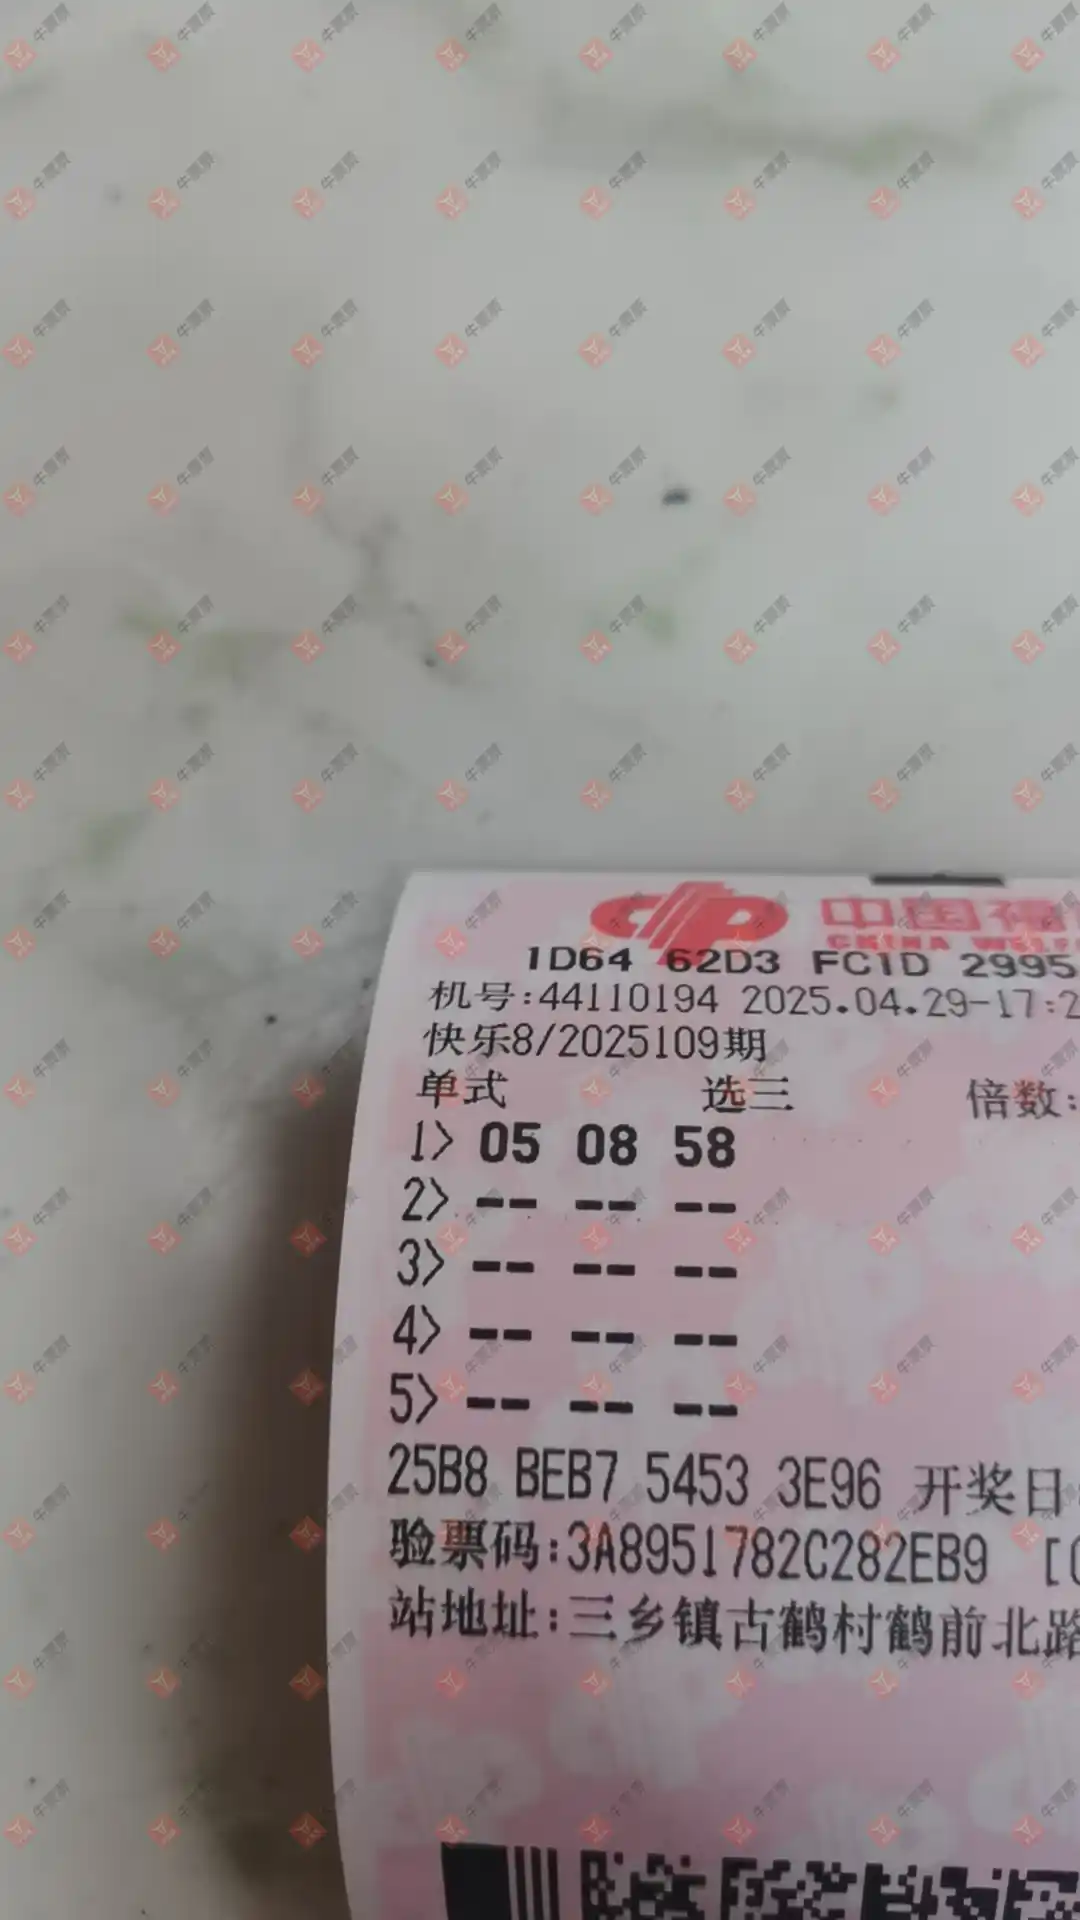 中国福
CHINA WELF
1D64 62D3 FC1D 2995
机号:44110194 2025.04.29-17:2
快乐8/2025109期
单式 选三 倍数:
1> 05 08 58
2> -- -- --
3> -- -- --
4> -- -- --
5> -- -- --
25B8 BEB7 5453 3E96 开奖日
验票码:3A8951782C282EB9 [
站地址:三乡镇古鹤村鹤前北路